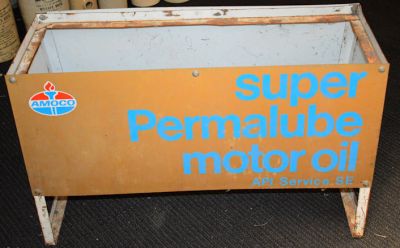 AMOCO
super
Permalube
motor oil
API Service SE